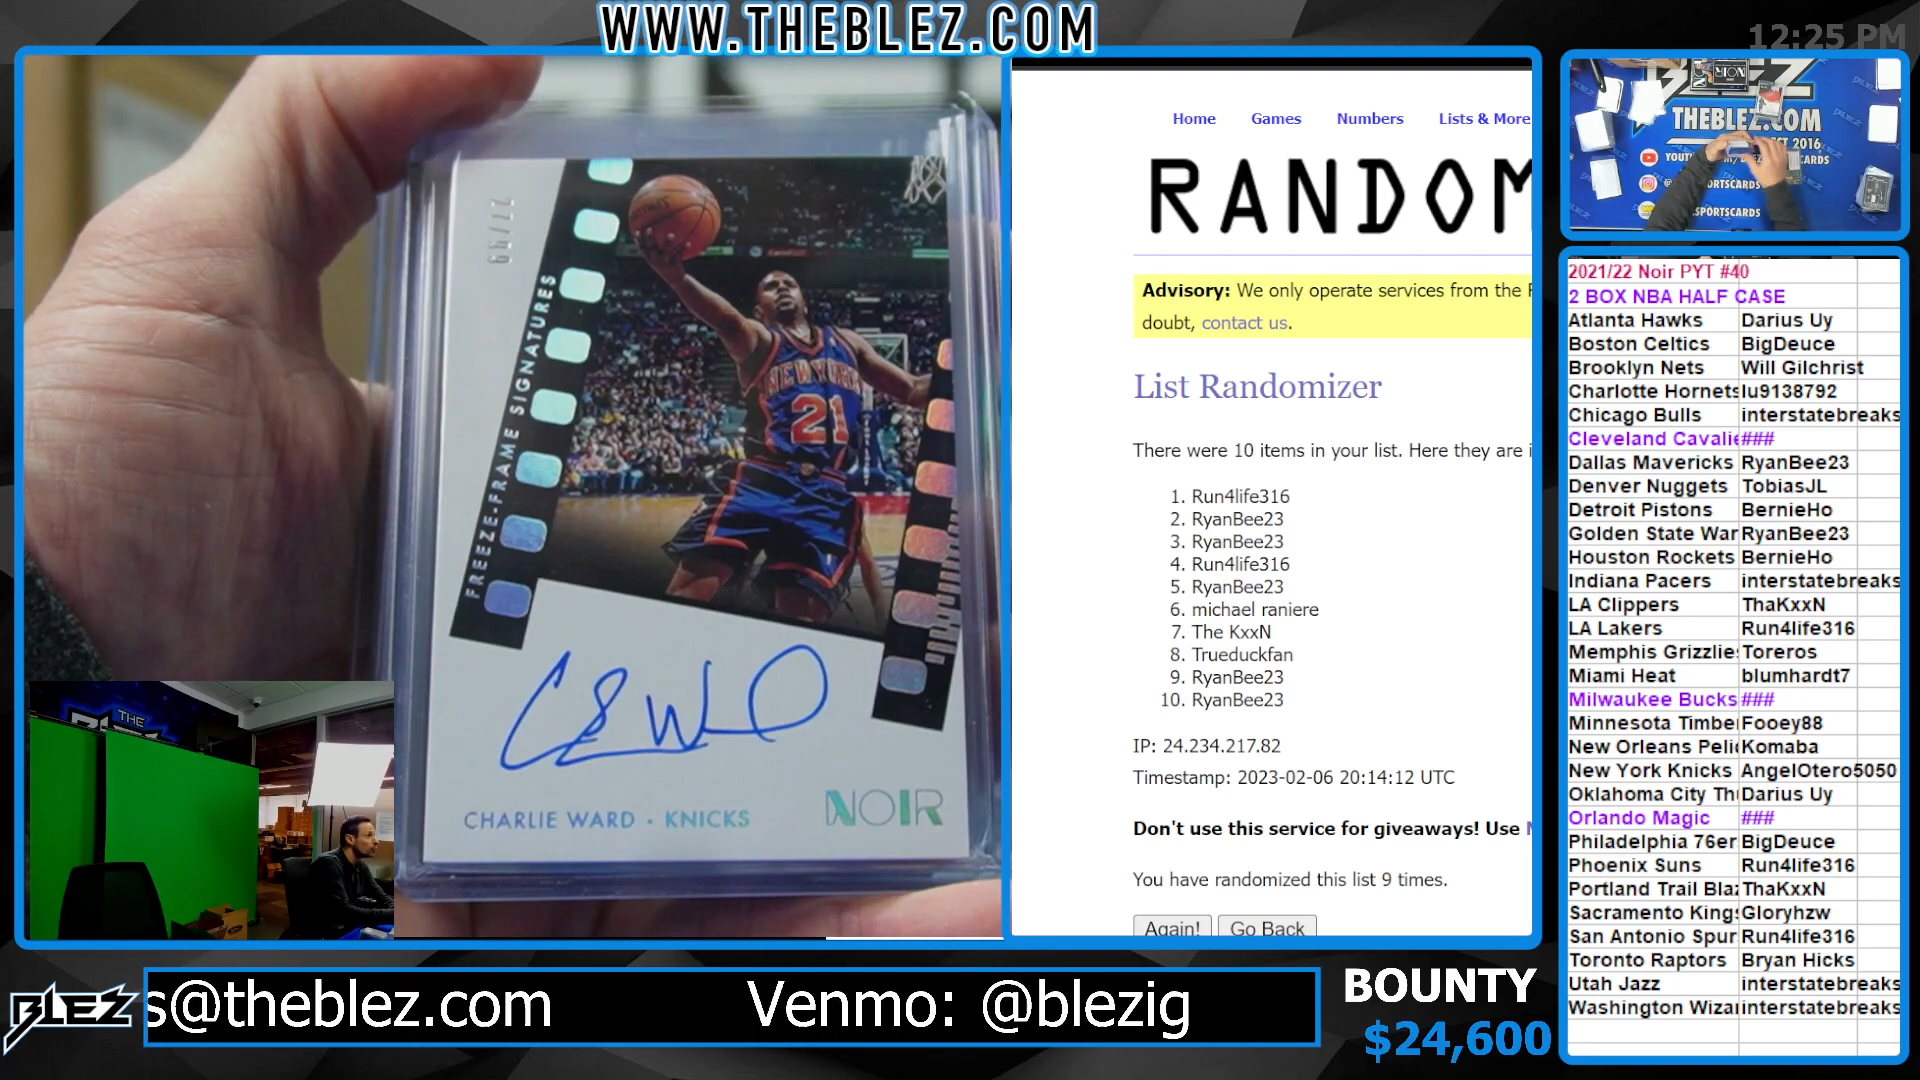 WWW.THEBLEZ.COM
12:25 PM
27/99
FREEZE-FRAME SIGNATURES
NEW YORK
21
CHARLIE WARD · KNICKS
NOIR
THE
Home Games Numbers Lists & More
RANDOM
Advisory: We only operate services from the
doubt, contact us.
List Randomizer
There were 10 items in your list. Here they are
1. Run4life316
2. RyanBee23
3. RyanBee23
4. Run4life316
5. RyanBee23
6. michael raniere
7. The KxxN
8. Trueduckfan
9. RyanBee23
10. RyanBee23
IP: 24.234.217.82
Timestamp: 2023-02-06 20:14:12 UTC
Don't use this service for giveaways! Use
You have randomized this list 9 times.
Again! Go Back
NOIR
THEBLEZ.COM
2016
CARDS
ORTSCARDS
SPORTSCARDS
2021/22 Noir PYT #40
2 BOX NBA HALF CASE
Atlanta Hawks Darius Uy
Boston Celtics BigDeuce
Brooklyn Nets Will Gilchrist
Charlotte Hornets lu9138792
Chicago Bulls interstatebreaks
Cleveland Cavalie ###
Dallas Mavericks RyanBee23
Denver Nuggets TobiasJL
Detroit Pistons BernieHo
Golden State War RyanBee23
Houston Rockets BernieHo
Indiana Pacers interstatebreaks
LA Clippers ThaKxxN
LA Lakers Run4life316
Memphis Grizzlie Toreros
Miami Heat blumhardt7
Milwaukee Bucks ###
Minnesota Timbe Fooey88
New Orleans Peli Komaba
New York Knicks AngelOtero5050
Oklahoma City Th Darius Uy
Orlando Magic ###
Philadelphia 76er BigDeuce
Phoenix Suns Run4life316
Portland Trail Bla ThaKxxN
Sacramento Kings Gloryhzw
San Antonio Spur Run4life316
Toronto Raptors Bryan Hicks
Utah Jazz interstatebreaks
Washington Wiza interstatebreaks
BLEZ
s@theblez.com Venmo: @blezig
BOUNTY
$24,600